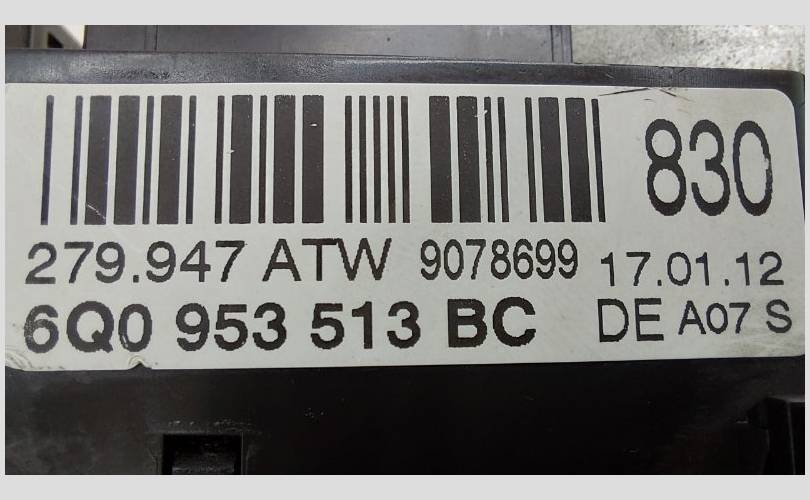 830
279.947 ATW 9078699 17.01.12
6Q0 953 513 BC DE A07 S